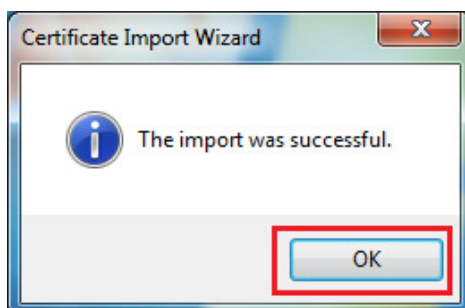 Certificate Import Wizard
The import was successful.
OK